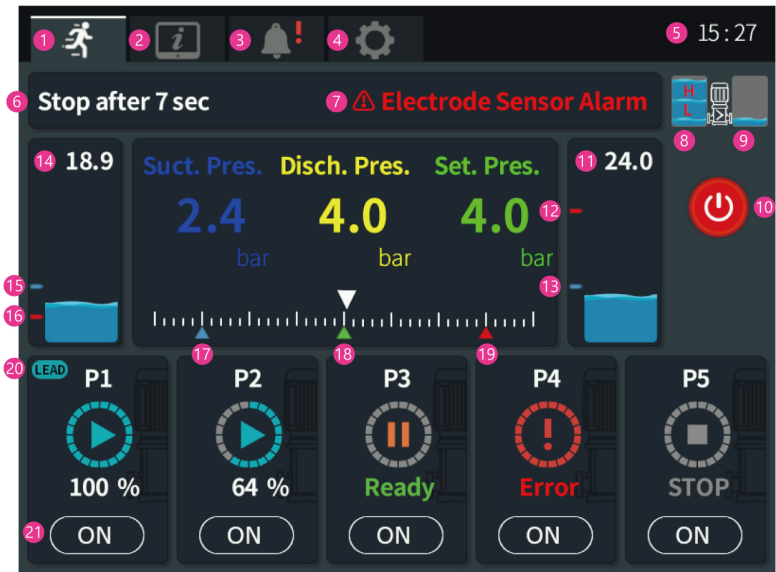 1 2 i 3 ! 4 5 15:27
6 Stop after 7 sec 7 ! Electrode Sensor Alarm
H
L
8 9
14 18.9
Suct. Pres. Disch. Pres. Set. Pres.
2.4 4.0 4.0
bar bar bar
11 24.0
12
10
15
13
16
17 18 19
20 LEAD P1 P2 P3 P4 P5
!
100 % 64 % Ready Error STOP
21 ON ON ON ON ON